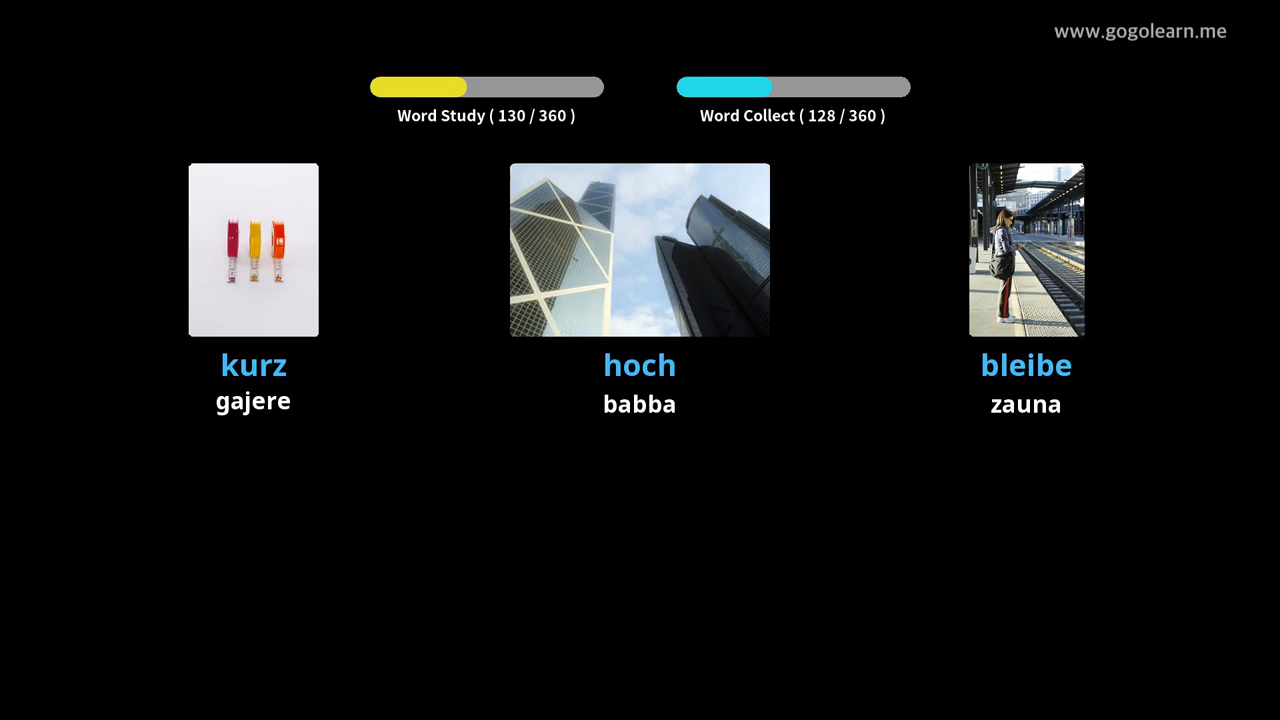 www.gogolearn.me
Word Study ( 130 / 360 )
Word Collect ( 128 / 360 )
kurz
gajere
hoch
babba
bleibe
zauna